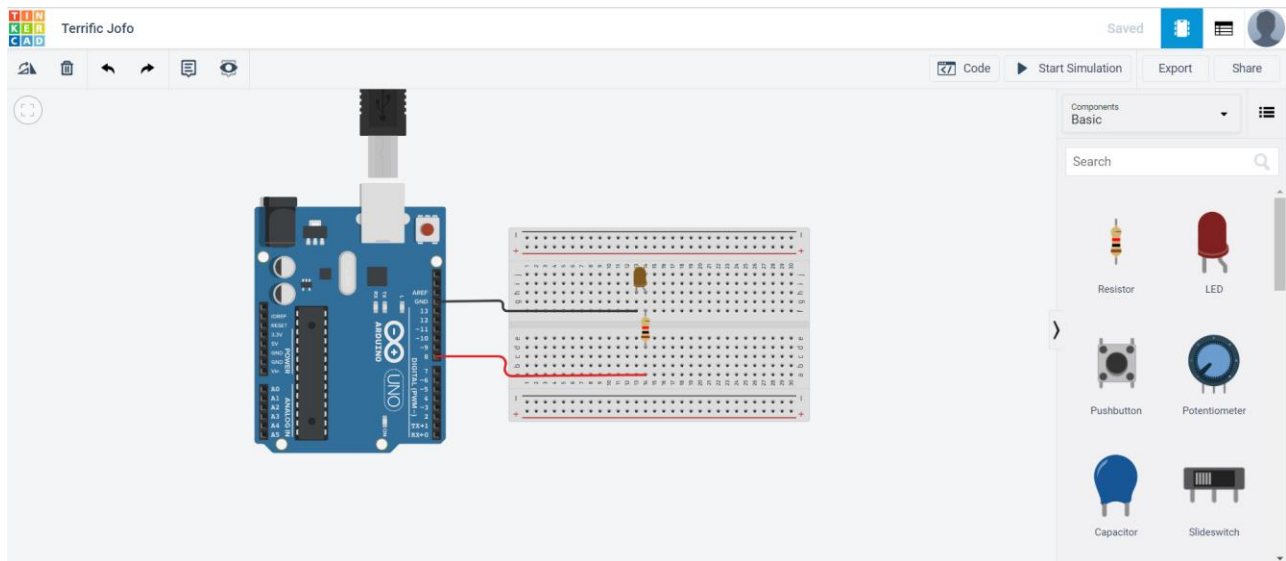 TIN
KER
CAD
Terrific Jofo
Saved
Code
Start Simulation
Export
Share
Components
Basic
Search
Resistor
LED
Pushbutton
Potentiometer
Capacitor
Slideswitch
AREF
GND
13
12
~11
~10
~9
8
7
~6
~5
4
~3
2
TX→1
RX←0
DIGITAL (PWM~)
IOREF
RESET
3.3V
5V
GND
GND
Vin
POWER
A0
A1
A2
A3
A4
A5
ANALOG IN
TX
RX
L
ARDUINO
UNO
ON